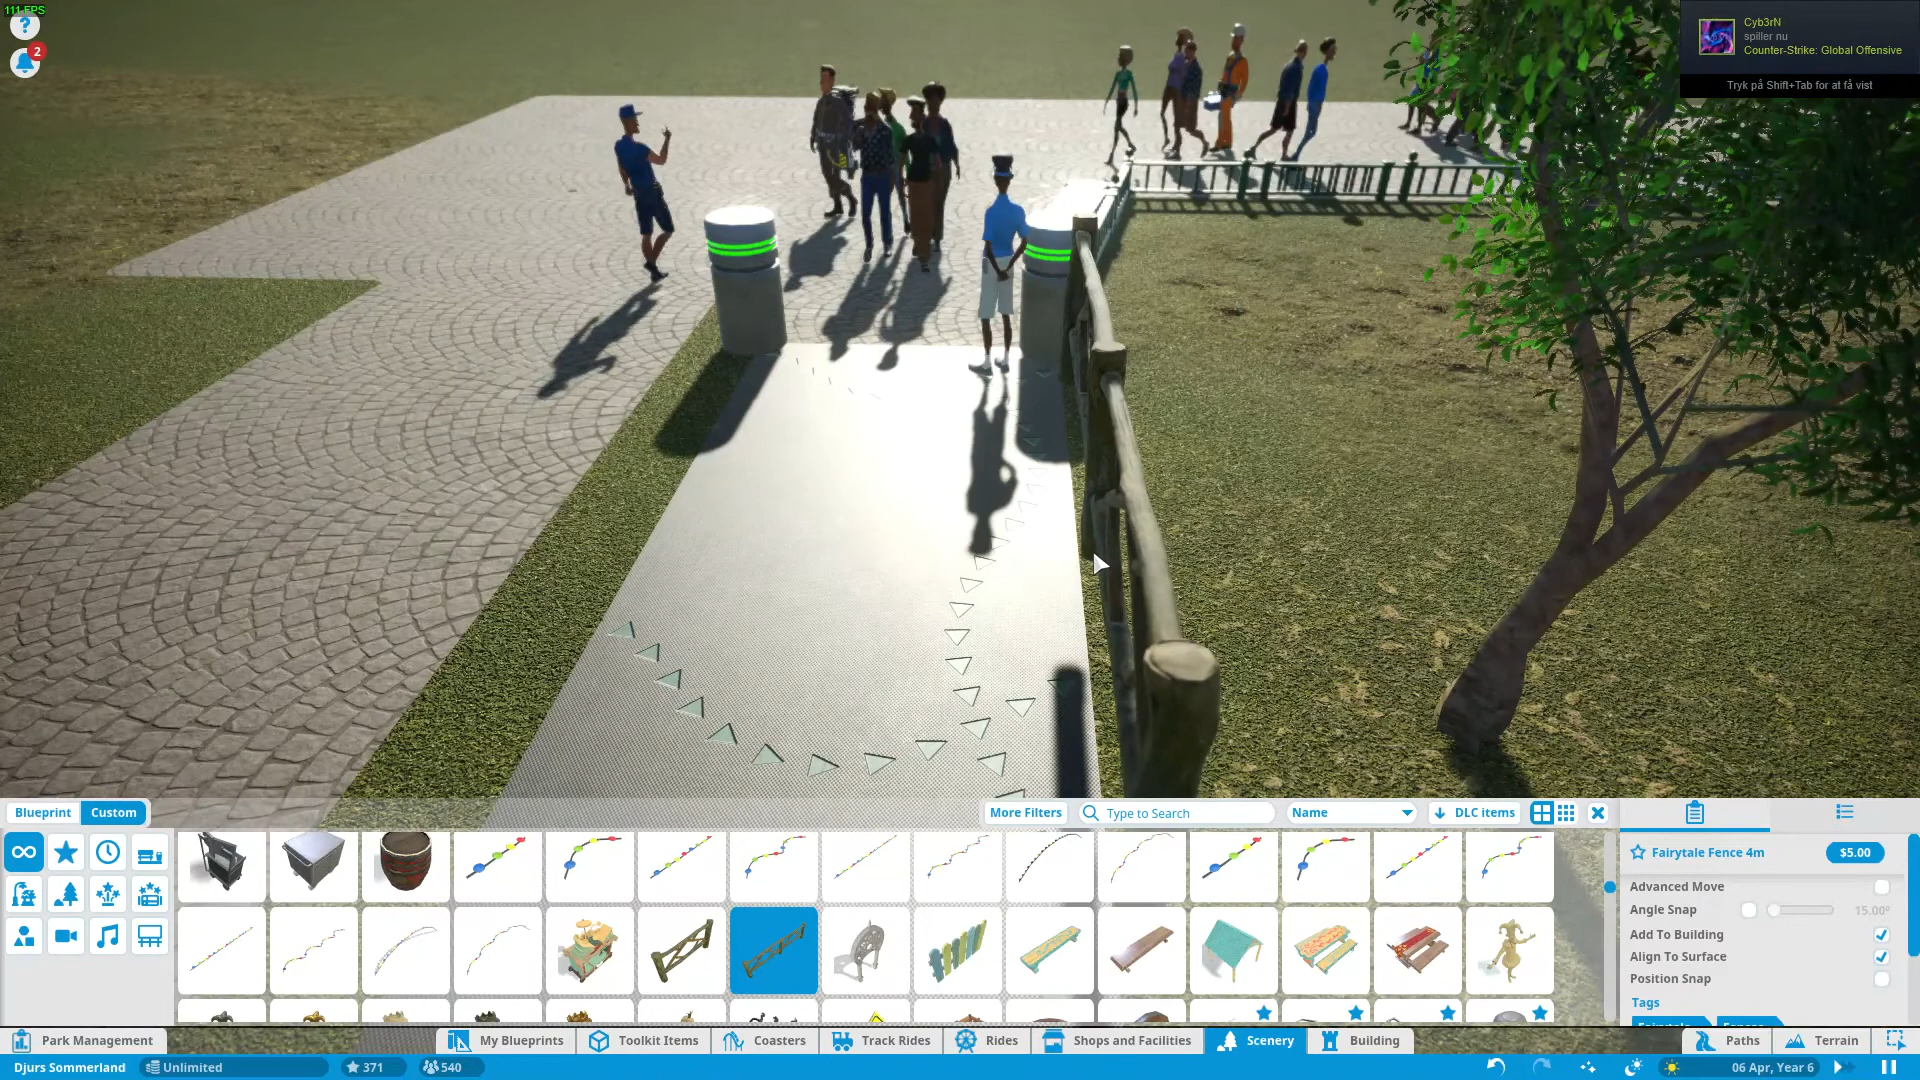 111 FPS
?
2
Cyb3rN
spiller nu
Counter-Strike: Global Offensive
Tryk på Shift+Tab for at få vist
Blueprint
Custom
More Filters
Type to Search
Name
DLC items
Fairytale Fence 4m
$5.00
Advanced Move
Angle Snap
15.00°
Add To Building
Align To Surface
Position Snap
Tags
Park Management
My Blueprints
Toolkit Items
Coasters
Track Rides
Rides
Shops and Facilities
Scenery
Building
Paths
Terrain
Djurs Sommerland
Unlimited
371
540
06 Apr, Year 6